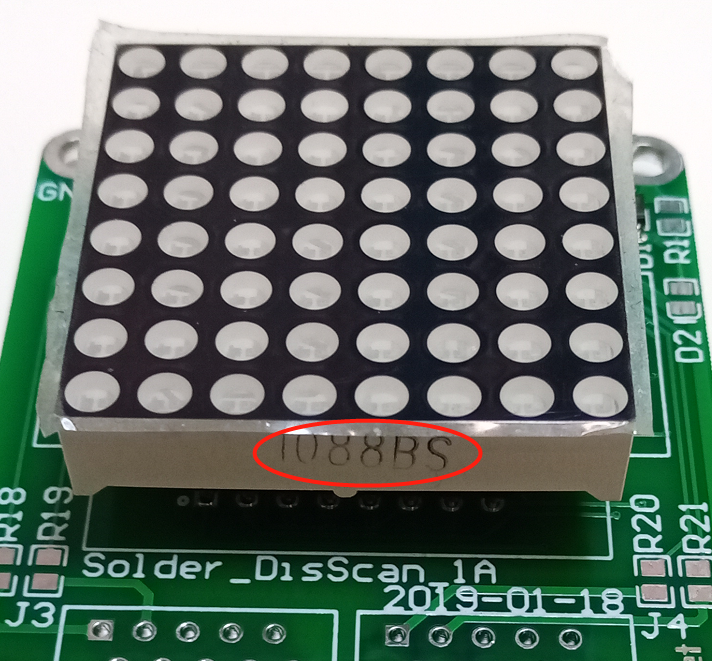 GN
1088BS
R1
D2
R18
R19
R20
R21
Solder_DisScan_1A
2019-01-18
J3
J4